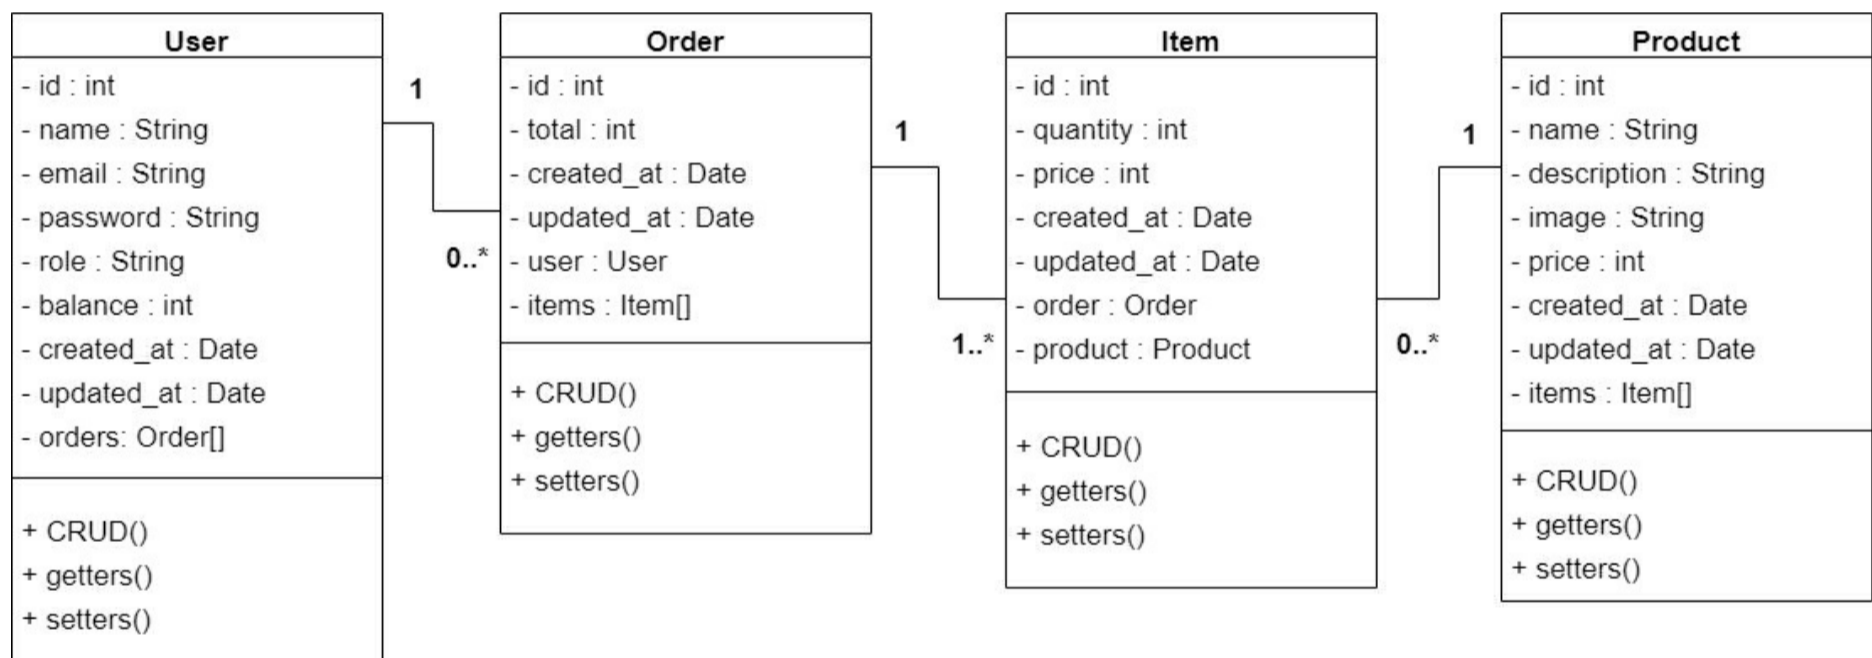 User
- id : int
- name : String
- email : String
- password : String
- role : String
- balance : int
- created_at : Date
- updated_at : Date
- orders: Order[]
+ CRUD()
+ getters()
+ setters()
1
0..*
Order
- id : int
- total : int
- created_at : Date
- updated_at : Date
- user : User
- items : Item[]
+ CRUD()
+ getters()
+ setters()
1
1..*
Item
- id : int
- quantity : int
- price : int
- created_at : Date
- updated_at : Date
- order : Order
- product : Product
+ CRUD()
+ getters()
+ setters()
1
0..*
Product
- id : int
- name : String
- description : String
- image : String
- price : int
- created_at : Date
- updated_at : Date
- items : Item[]
+ CRUD()
+ getters()
+ setters()